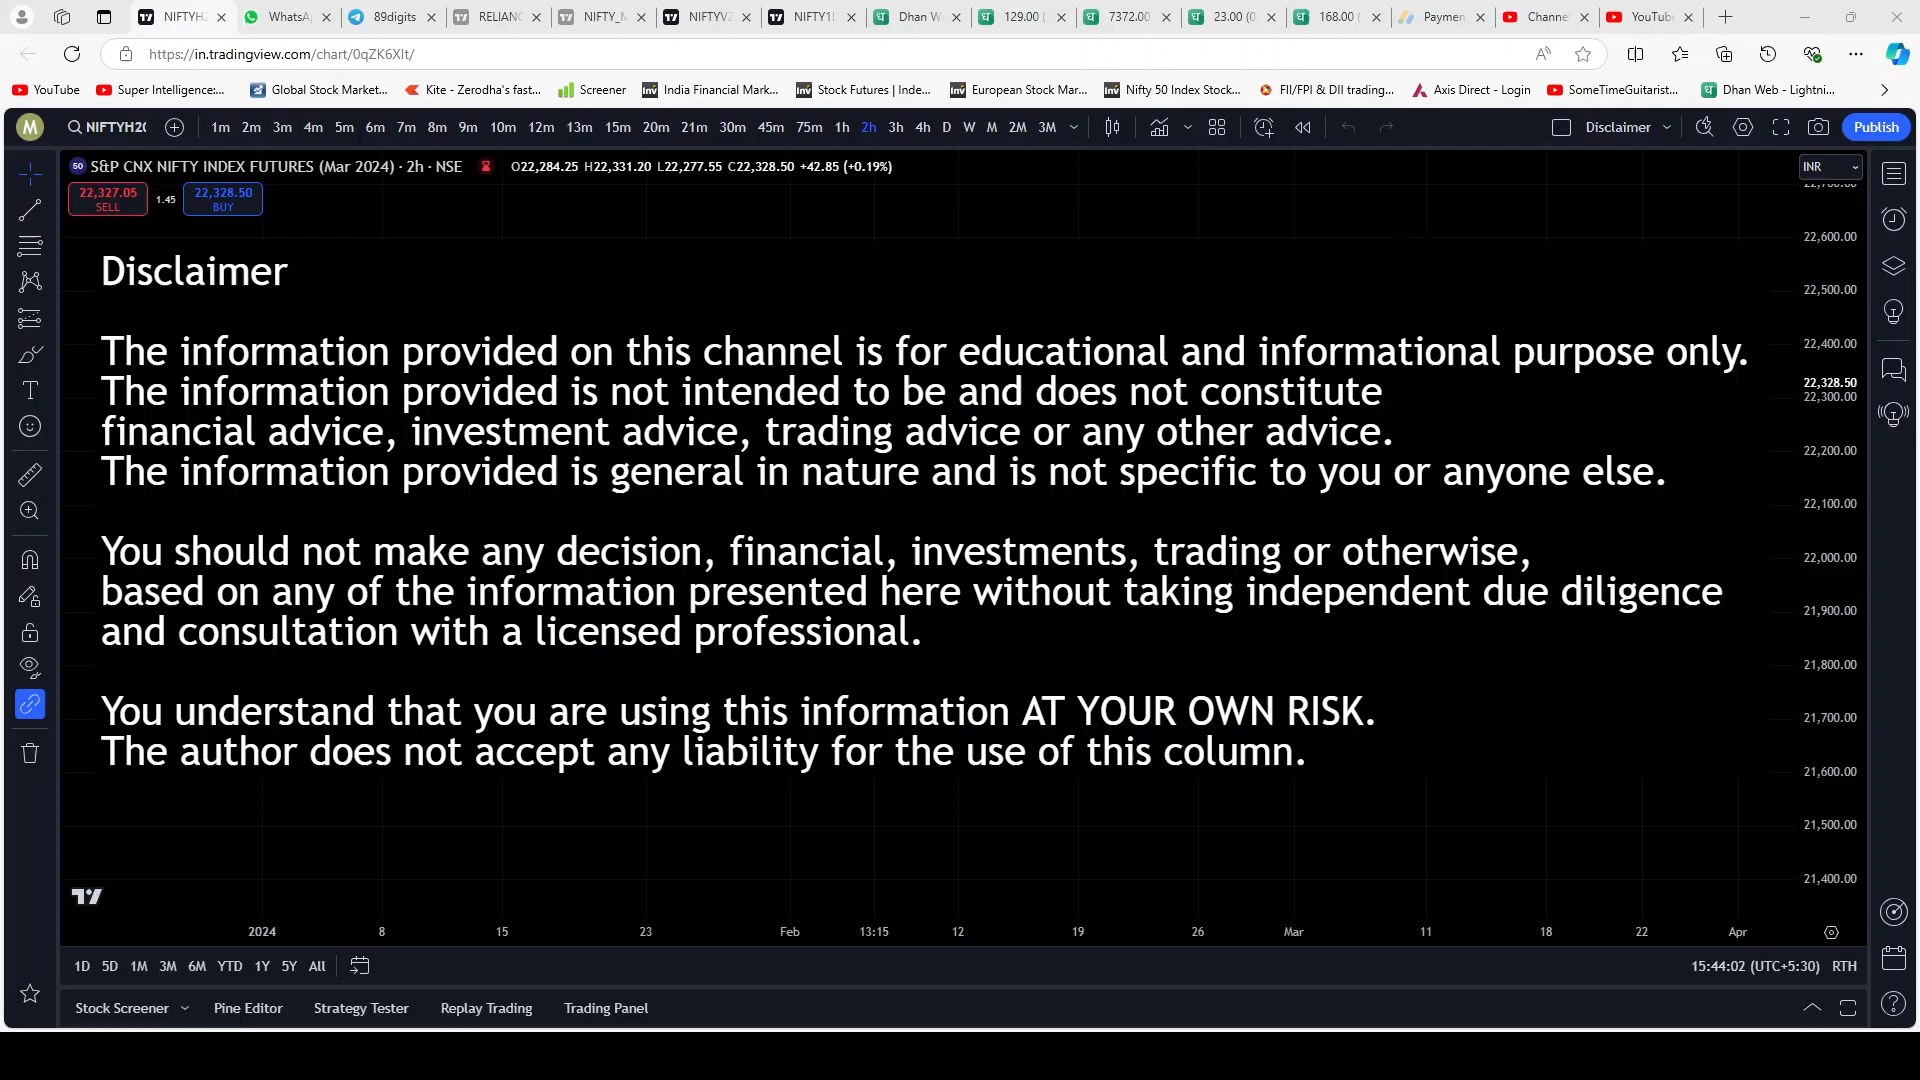 NIFTYH2
WhatsA
89digits
RELIANC
NIFTY_M
NIFTYV2
NIFTY1!
Dhan W
129.00 (
7372.00
23.00 (0
168.00 (
Paymen
Channe
YouTub
https://in.tradingview.com/chart/0qZK6Xlt/
YouTube
Super Intelligence:...
Global Stock Market...
Kite - Zerodha's fast...
Screener
India Financial Mark...
Stock Futures | Inde...
European Stock Mar...
Nifty 50 Index Stock...
FII/FPI & DII trading...
Axis Direct - Login
SomeTimeGuitarist...
Dhan Web - Lightni...
M
NIFTYH2(
1m 2m 3m 4m 5m 6m 7m 8m 9m 10m 12m 13m 15m 20m 21m 30m 45m 75m 1h 2h 3h 4h D W M 2M 3M
Disclaimer
Publish
50 S&P CNX NIFTY INDEX FUTURES (Mar 2024) · 2h · NSE O22,284.25 H22,331.20 L22,277.55 C22,328.50 +42.85 (+0.19%)
INR
22,327.05
SELL
1.45
22,328.50
BUY
22,700.00
22,600.00
22,500.00
22,400.00
22,328.50
22,300.00
22,200.00
22,100.00
22,000.00
21,900.00
21,800.00
21,700.00
21,600.00
21,500.00
21,400.00
Disclaimer
The information provided on this channel is for educational and informational purpose only.
The information provided is not intended to be and does not constitute
financial advice, investment advice, trading advice or any other advice.
The information provided is general in nature and is not specific to you or anyone else.
You should not make any decision, financial, investments, trading or otherwise,
based on any of the information presented here without taking independent due diligence
and consultation with a licensed professional.
You understand that you are using this information AT YOUR OWN RISK.
The author does not accept any liability for the use of this column.
2024 8 15 23 Feb 13:15 12 19 26 Mar 11 18 22 Apr
1D 5D 1M 3M 6M YTD 1Y 5Y All
15:44:02 (UTC+5:30) RTH
Stock Screener Pine Editor Strategy Tester Replay Trading Trading Panel